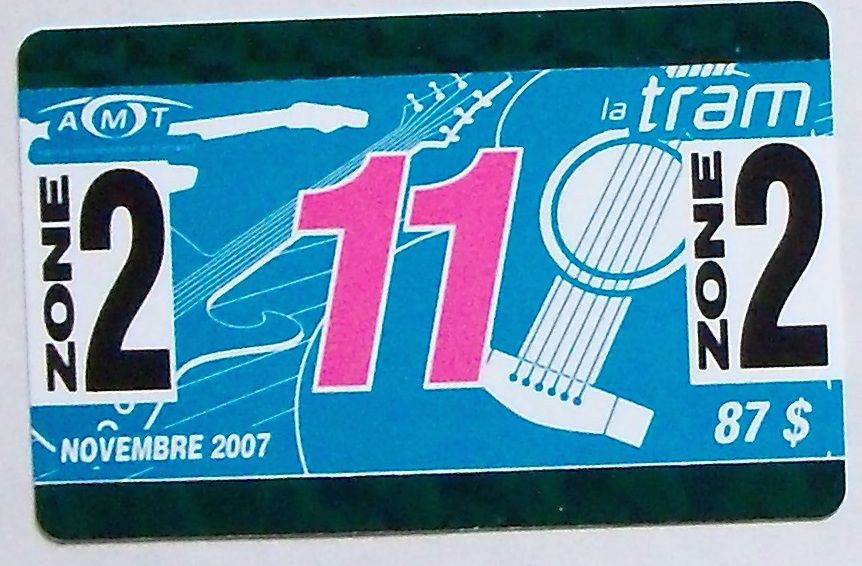 AMT
la tram
ZONE 2
11
ZONE 2
NOVEMBRE 2007
87 $